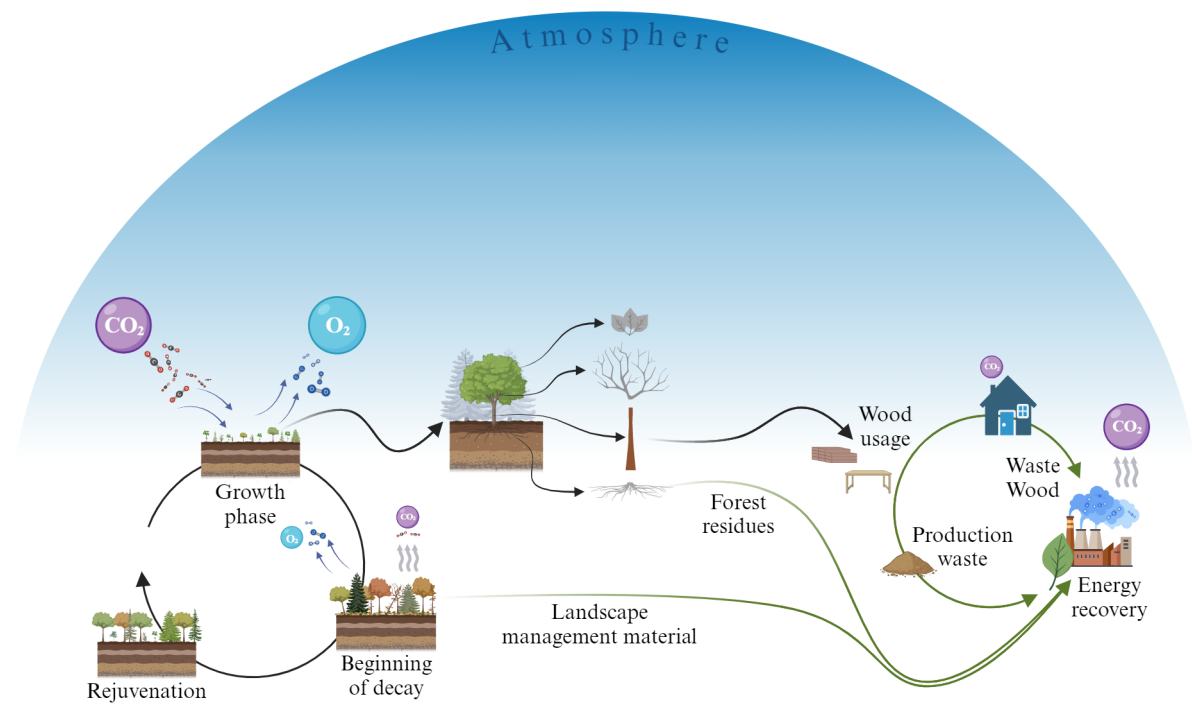 Atmosphere
CO₂
O₂
CO₂
Wood
usage
CO₂
Waste
Wood
Growth
phase
Forest
residues
CO₂
O₂
Production
waste
Energy
recovery
Landscape
management material
Beginning
of decay
Rejuvenation